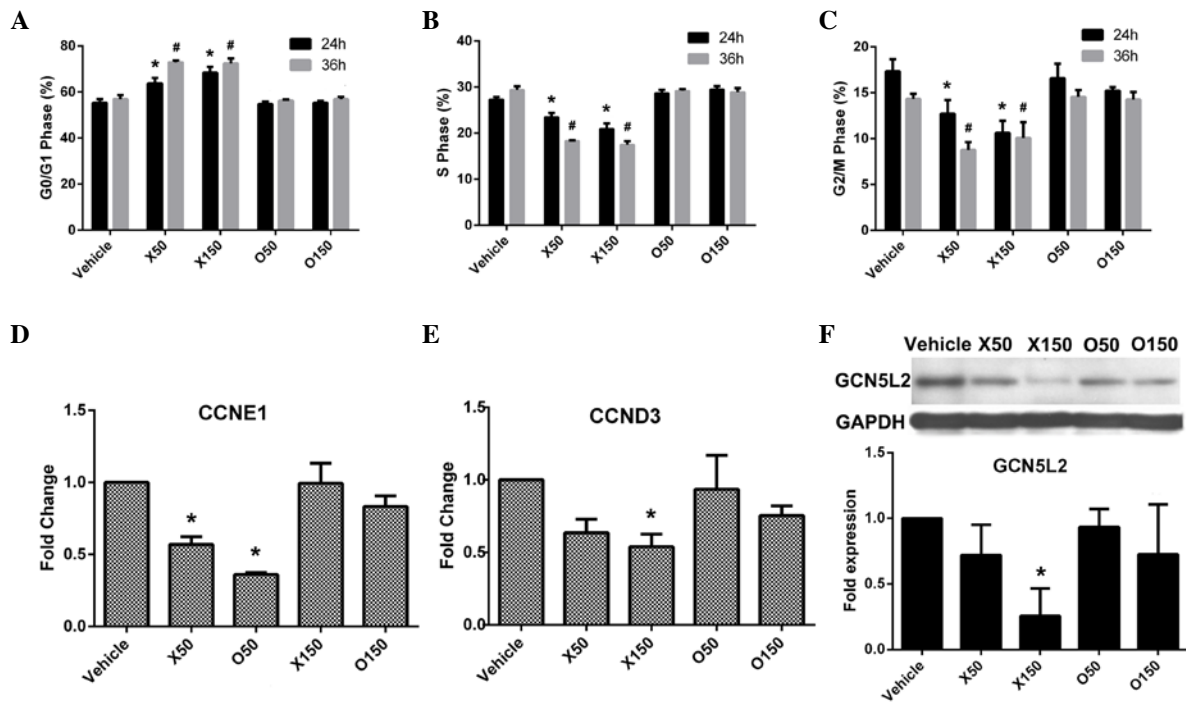 A
80
60
40
20
0
G0/G1 Phase (%)
24h
36h
*
#
*
#
Vehicle
X50
X150
O50
O150
B
40
30
20
10
0
S Phase (%)
24h
36h
*
#
*
#
Vehicle
X50
X150
O50
O150
C
20
15
10
5
0
G2/M Phase (%)
24h
36h
*
#
*
#
Vehicle
X50
X150
O50
O150
D
CCNE1
1.5
1.0
0.5
0.0
Fold Change
*
*
Vehicle
X50
O50
X150
O150
E
CCND3
1.5
1.0
0.5
0.0
Fold Change
*
Vehicle
X50
X150
O50
O150
F
Vehicle X50 X150 O50 O150
GCN5L2
GAPDH
GCN5L2
1.5
1.0
0.5
0.0
Fold expression
*
Vehicle
X50
X150
O50
O150